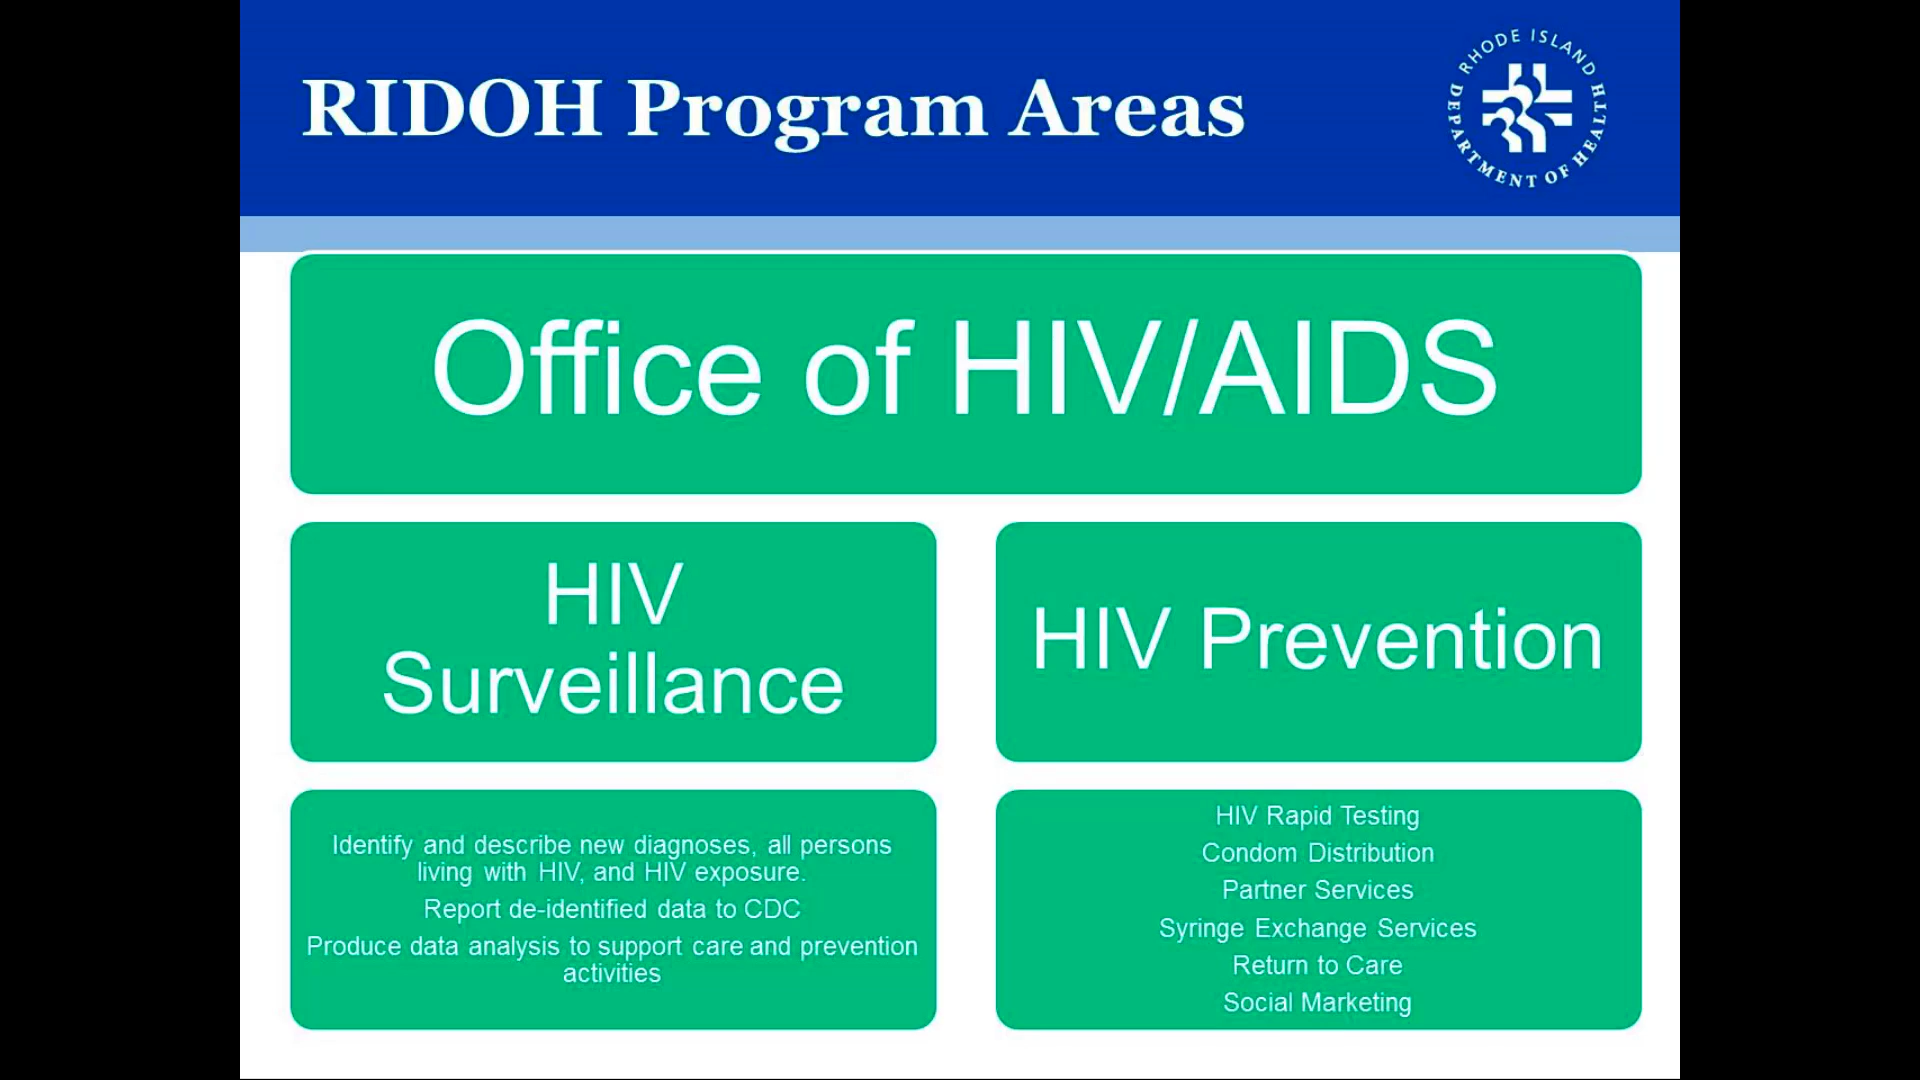 RIDOH Program Areas
RHODE ISLAND
DEPARTMENT OF HEALTH
Office of HIV/AIDS
HIV
Surveillance
HIV Prevention
Identify and describe new diagnoses, all persons
living with HIV, and HIV exposure.
Report de-identified data to CDC
Produce data analysis to support care and prevention
activities
HIV Rapid Testing
Condom Distribution
Partner Services
Syringe Exchange Services
Return to Care
Social Marketing